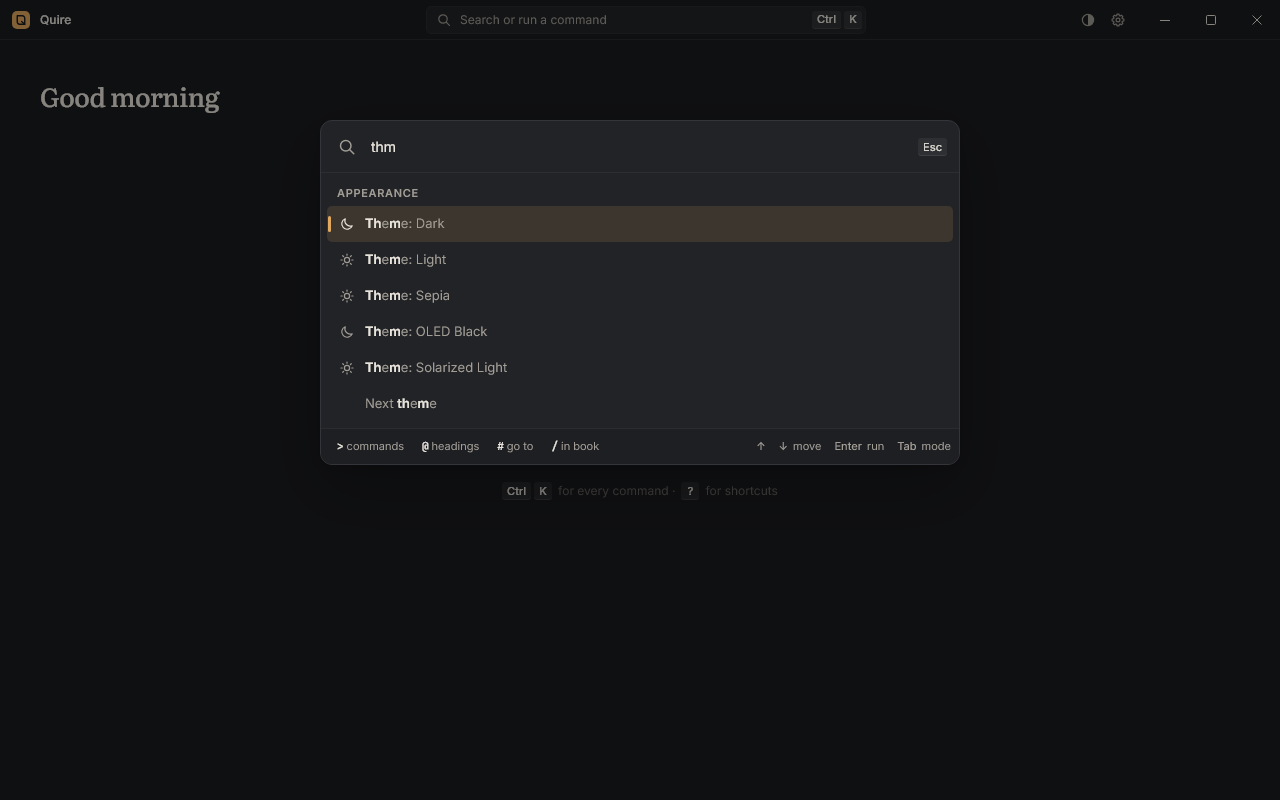 Quire
Search or run a command Ctrl K
Good morning
thm Esc
APPEARANCE
Theme: Dark
Theme: Light
Theme: Sepia
Theme: OLED Black
Theme: Solarized Light
Next theme
> commands @ headings # go to / in book ↑ ↓ move Enter run Tab mode
Ctrl K for every command · ? for shortcuts